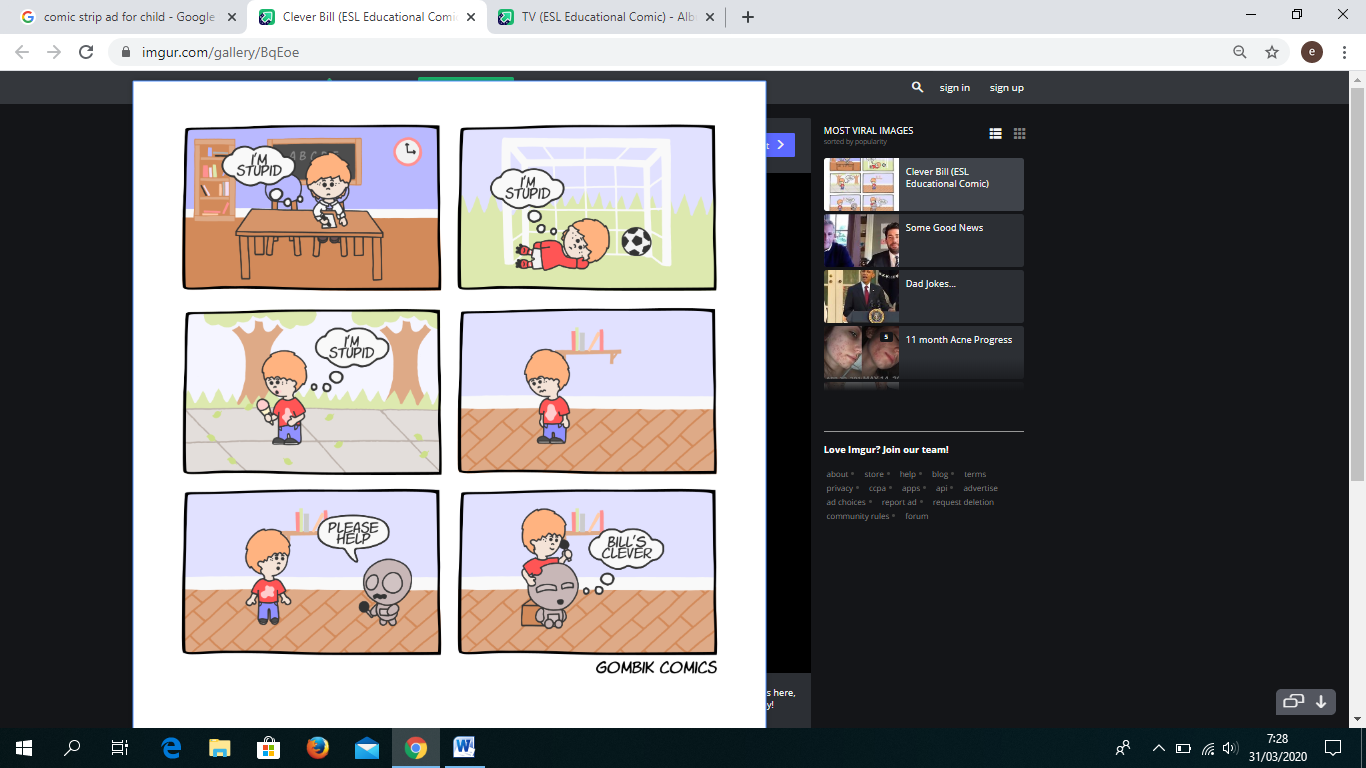 comic strip ad for child - Google
Clever Bill (ESL Educational Comi
TV (ESL Educational Comic) - Alb
imgur.com/gallery/BqEoe
e
sign in
sign up
I'M
STUPID
A B C
I'M
STUPID
I'M
STUPID
PLEASE
HELP
BILL'S
CLEVER
GOMBIK COMICS
t
s here,
y!
MOST VIRAL IMAGES
sorted by popularity
Clever Bill (ESL
Educational Comic)
Some Good News
Dad Jokes...
11 month Acne Progress
Love Imgur? Join our team!
about store help blog terms
privacy ccpa apps api advertise
ad choices report ad request deletion
community rules forum
7:28
31/03/2020